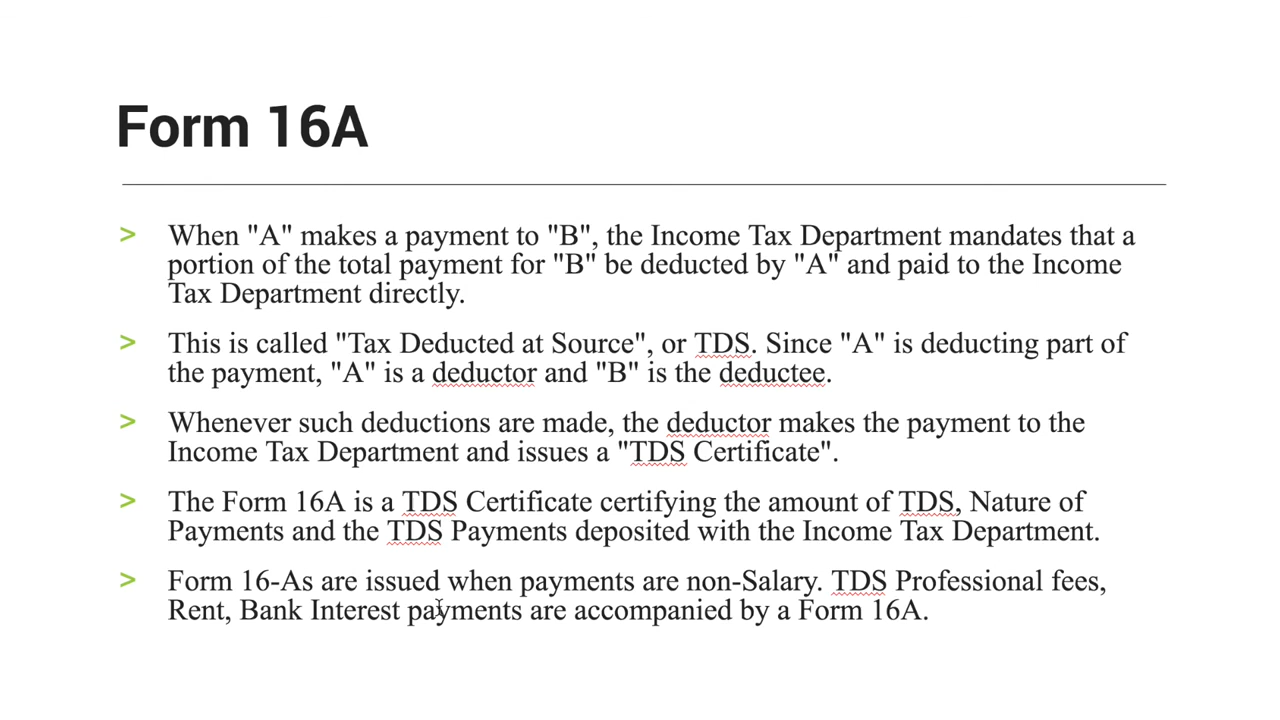 Form 16A
> When "A" makes a payment to "B", the Income Tax Department mandates that a
portion of the total payment for "B" be deducted by "A" and paid to the Income
Tax Department directly.
> This is called "Tax Deducted at Source", or TDS. Since "A" is deducting part of
the payment, "A" is a deductor and "B" is the deductee.
> Whenever such deductions are made, the deductor makes the payment to the
Income Tax Department and issues a "TDS Certificate".
> The Form 16A is a TDS Certificate certifying the amount of TDS, Nature of
Payments and the TDS Payments deposited with the Income Tax Department.
> Form 16-As are issued when payments are non-Salary. TDS Professional fees,
Rent, Bank Interest payments are accompanied by a Form 16A.